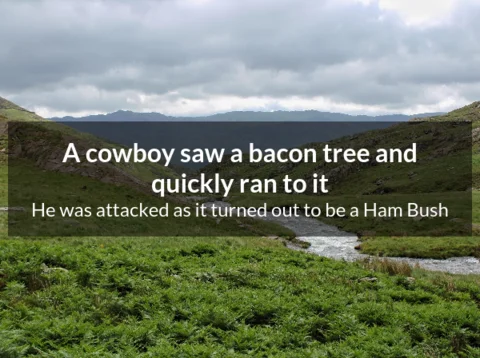 A cowboy saw a bacon tree and
quickly ran to it
He was attacked as it turned out to be a Ham Bush